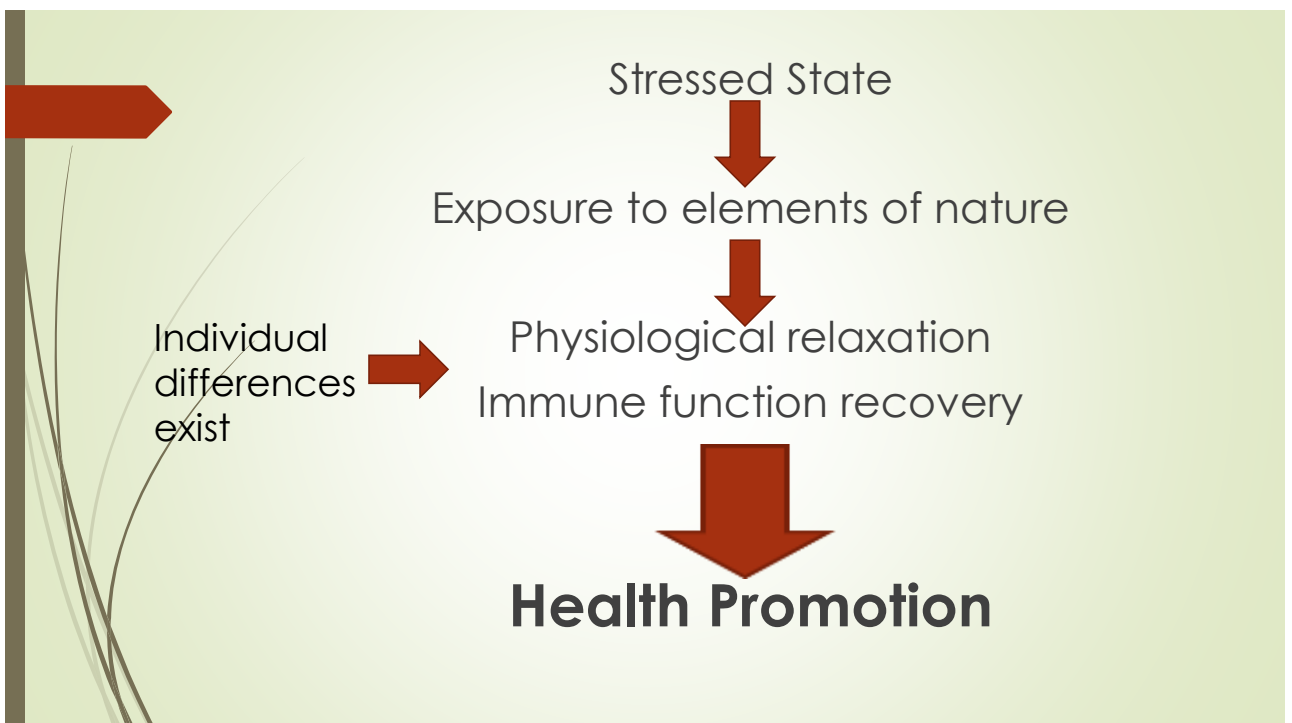 Stressed State
Exposure to elements of nature
Individual
differences
exist
Physiological relaxation
Immune function recovery
Health Promotion